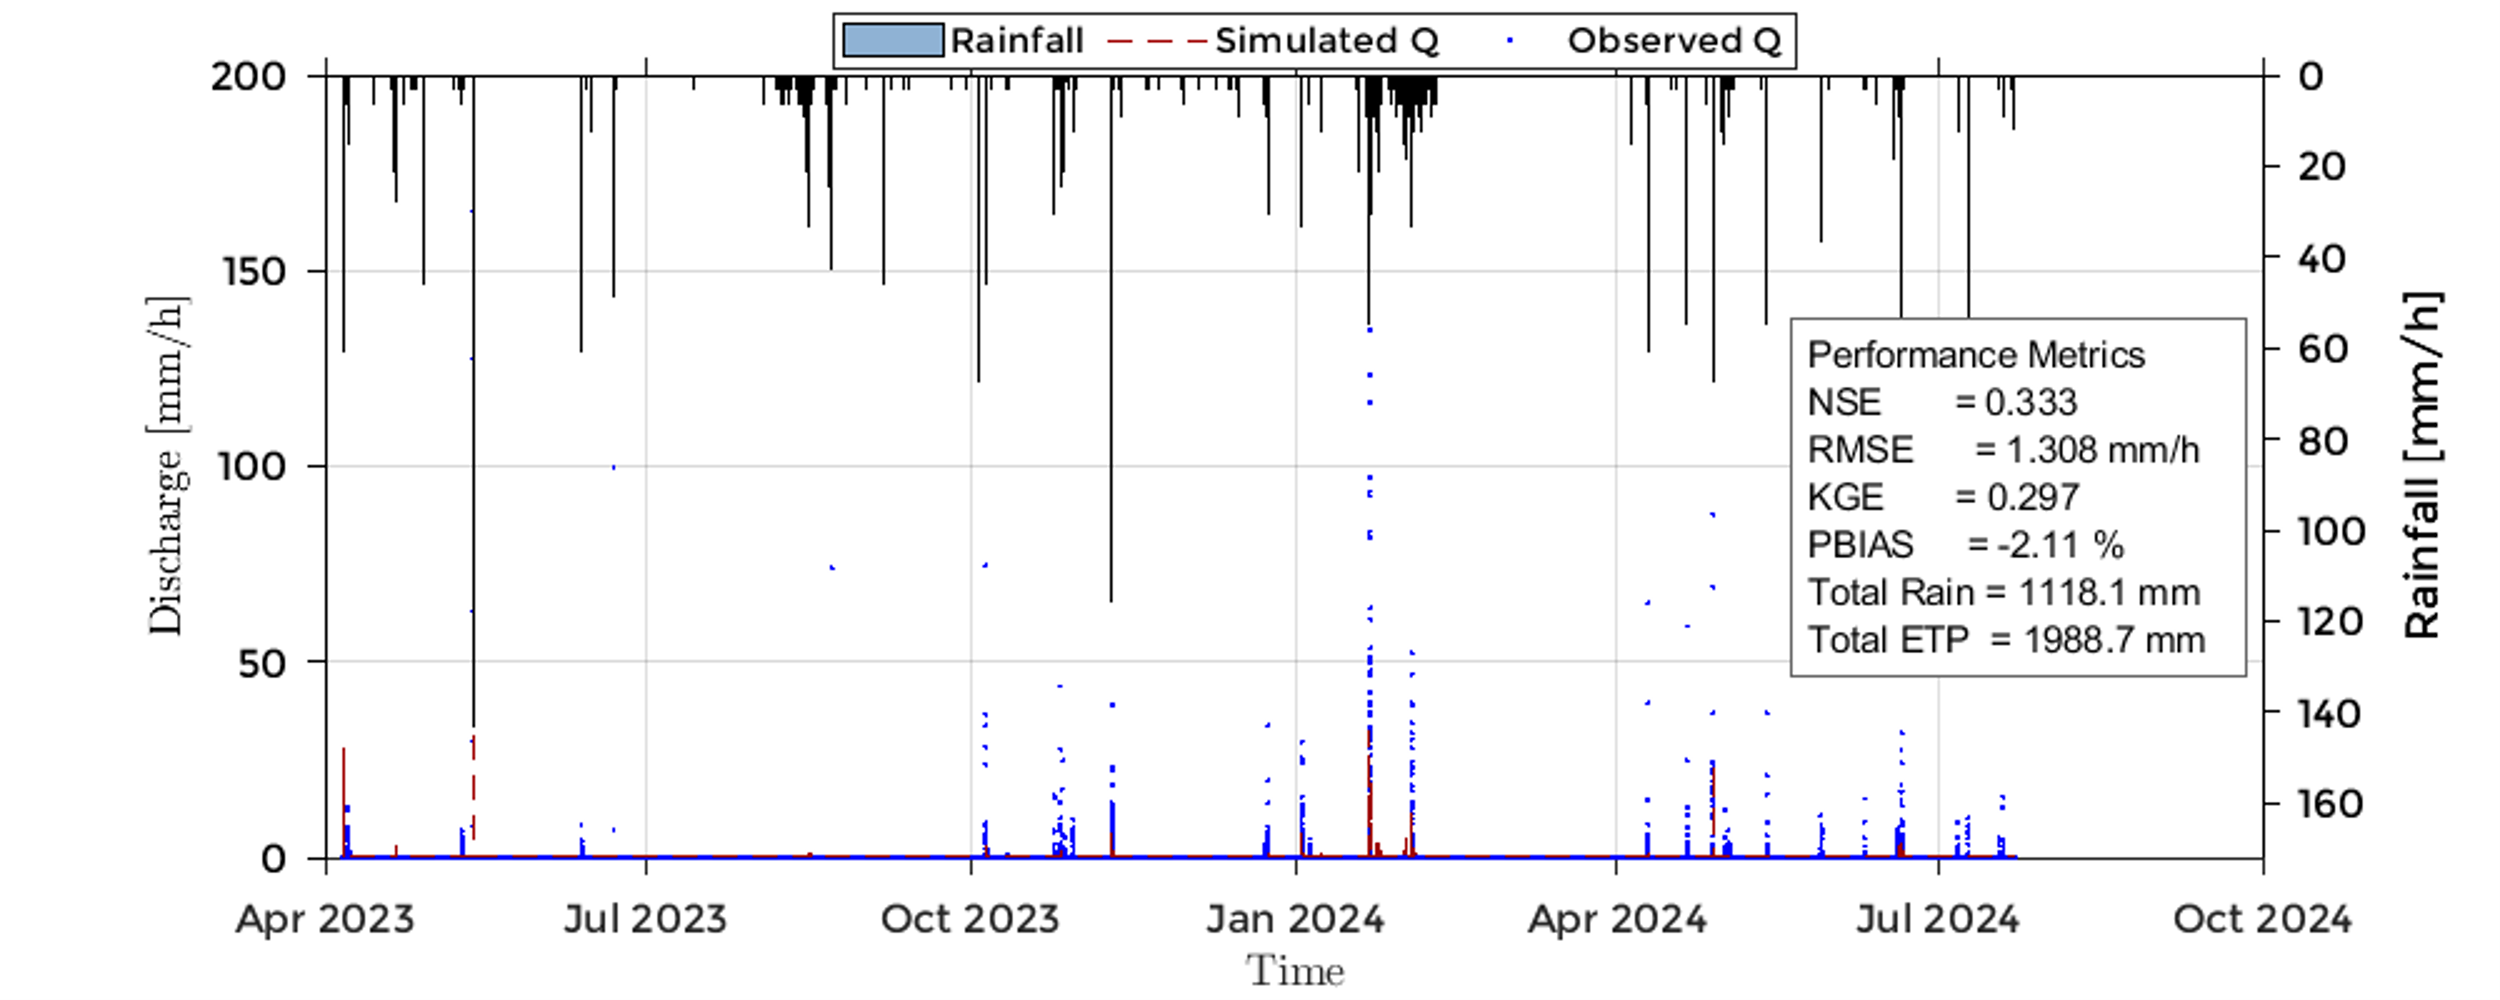 Rainfall Simulated Q Observed Q
200
150
100
50
0
Discharge [mm/h]
0
20
40
60
80
100
120
140
160
Rainfall [mm/h]
Performance Metrics
NSE = 0.333
RMSE = 1.308 mm/h
KGE = 0.297
PBIAS = -2.11 %
Total Rain = 1118.1 mm
Total ETP = 1988.7 mm
Apr 2023 Jul 2023 Oct 2023 Jan 2024 Apr 2024 Jul 2024 Oct 2024
Time